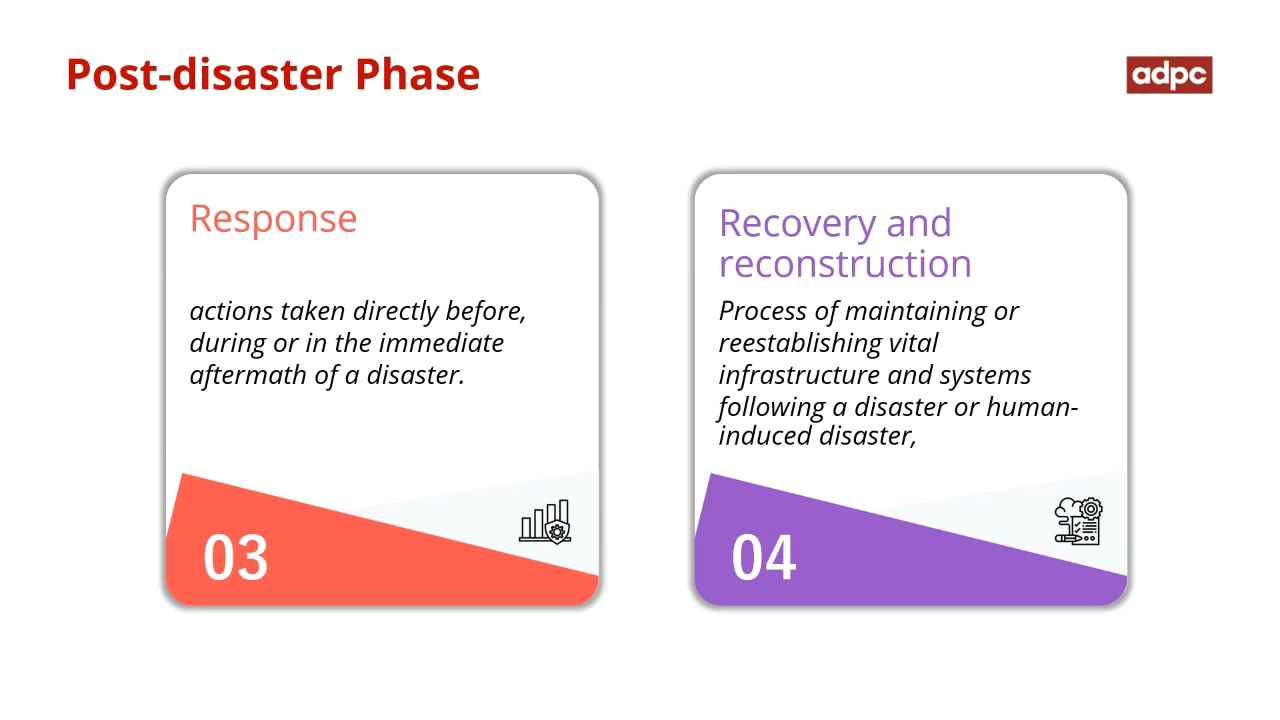 Post-disaster Phase
adpc
Response
actions taken directly before,
during or in the immediate
aftermath of a disaster.
03
Recovery and
reconstruction
Process of maintaining or
reestablishing vital
infrastructure and systems
following a disaster or human-
induced disaster,
04